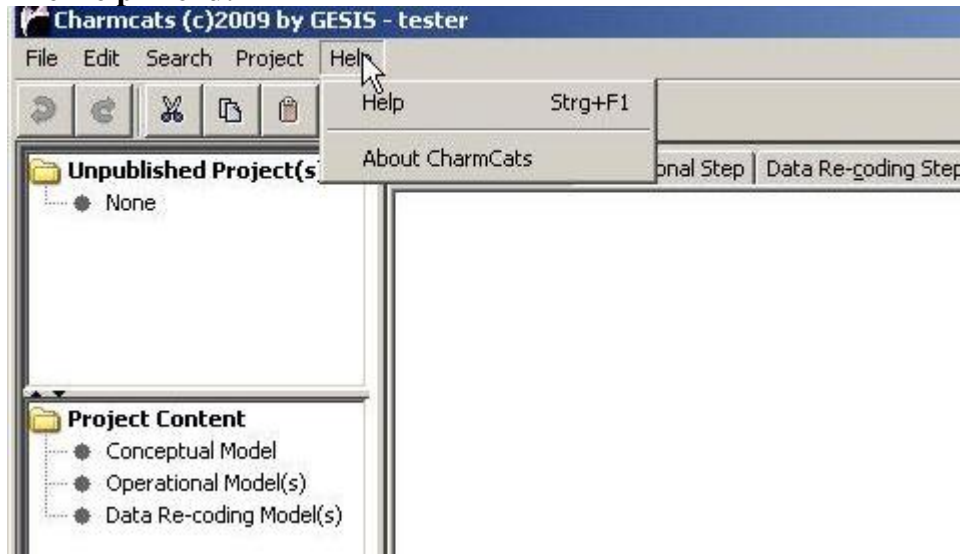 Charmcats (c)2009 by GESIS - tester
File Edit Search Project Help
Help Strg+F1
About CharmCats
Unpublished Project(s
None
Step Data Re-coding Step
Project Content
Conceptual Model
Operational Model(s)
Data Re-coding Model(s)